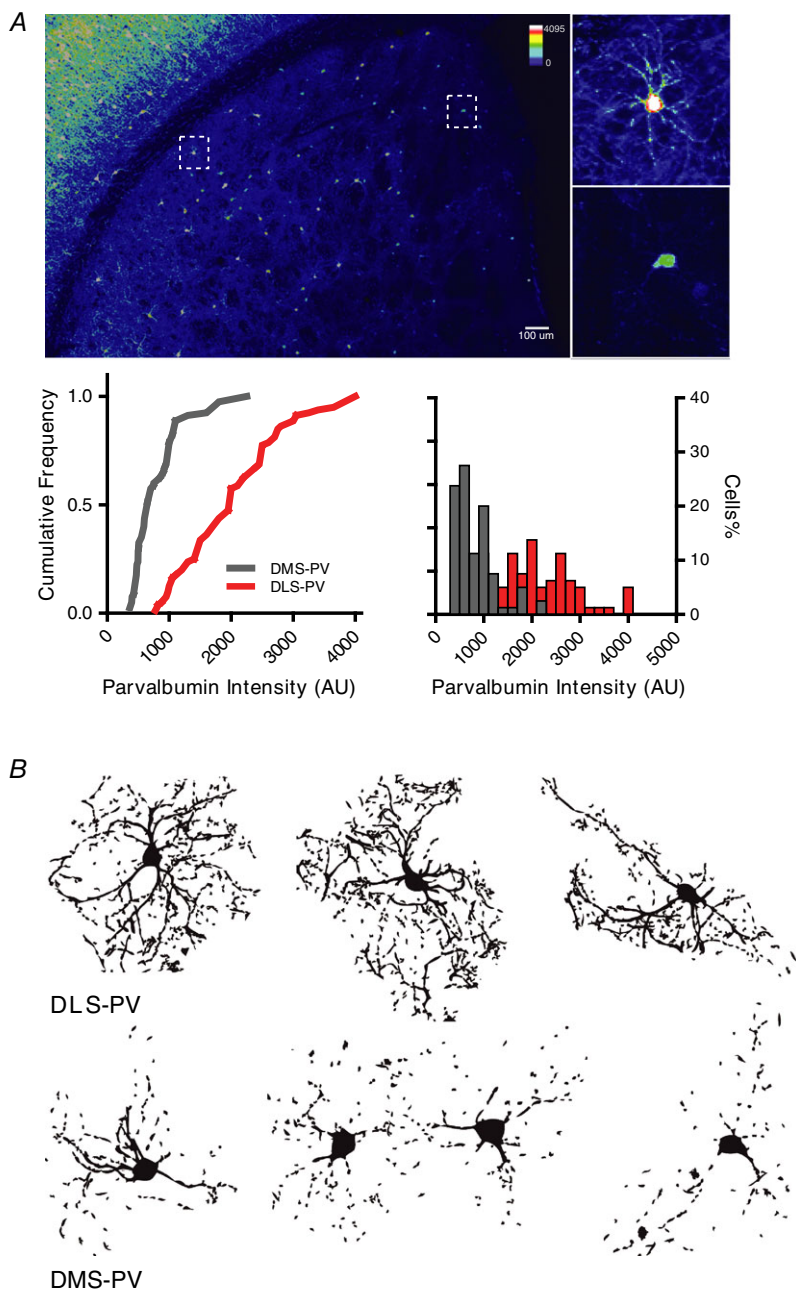 A
4095
0
100 um
1.0
0.5
0.0
Cumulative Frequency
DMS-PV
DLS-PV
0
1000
2000
3000
4000
Parvalbumin Intensity (AU)
40
30
20
10
0
Cells%
0
1000
2000
3000
4000
5000
Parvalbumin Intensity (AU)
B
DLS-PV
DMS-PV